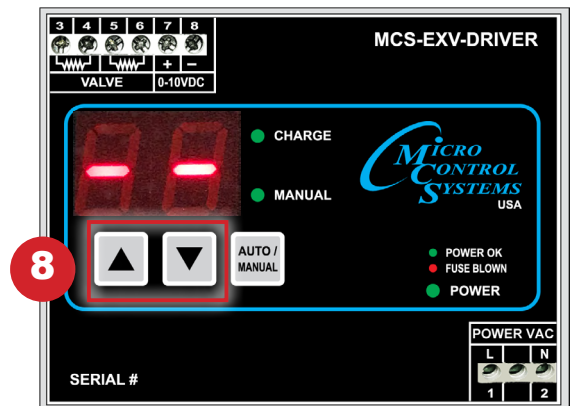 3 4 5 6 7 8
+ −
VALVE 0-10VDC
MCS-EXV-DRIVER
- -
CHARGE
MANUAL
MICRO
CONTROL
SYSTEMS
USA
8
▲ ▼
AUTO /
MANUAL
POWER OK
FUSE BLOWN
POWER
POWER VAC
L N
1 2
SERIAL #